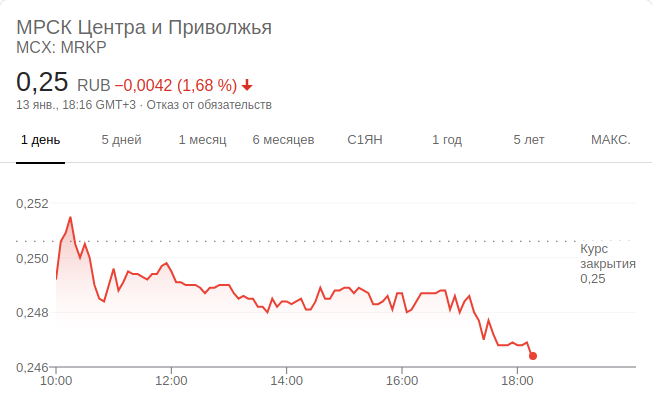 МРСК Центра и Приволжья
MCX: MRKP
0,25 RUB −0,0042 (1,68 %)
13 янв., 18:16 GMT+3 · Отказ от обязательств
1 день 5 дней 1 месяц 6 месяцев С1ЯН 1 год 5 лет МАКС.
0,252
Курс
0,250
закрытия
0,25
0,248
0,246
10:00 12:00 14:00 16:00 18:00